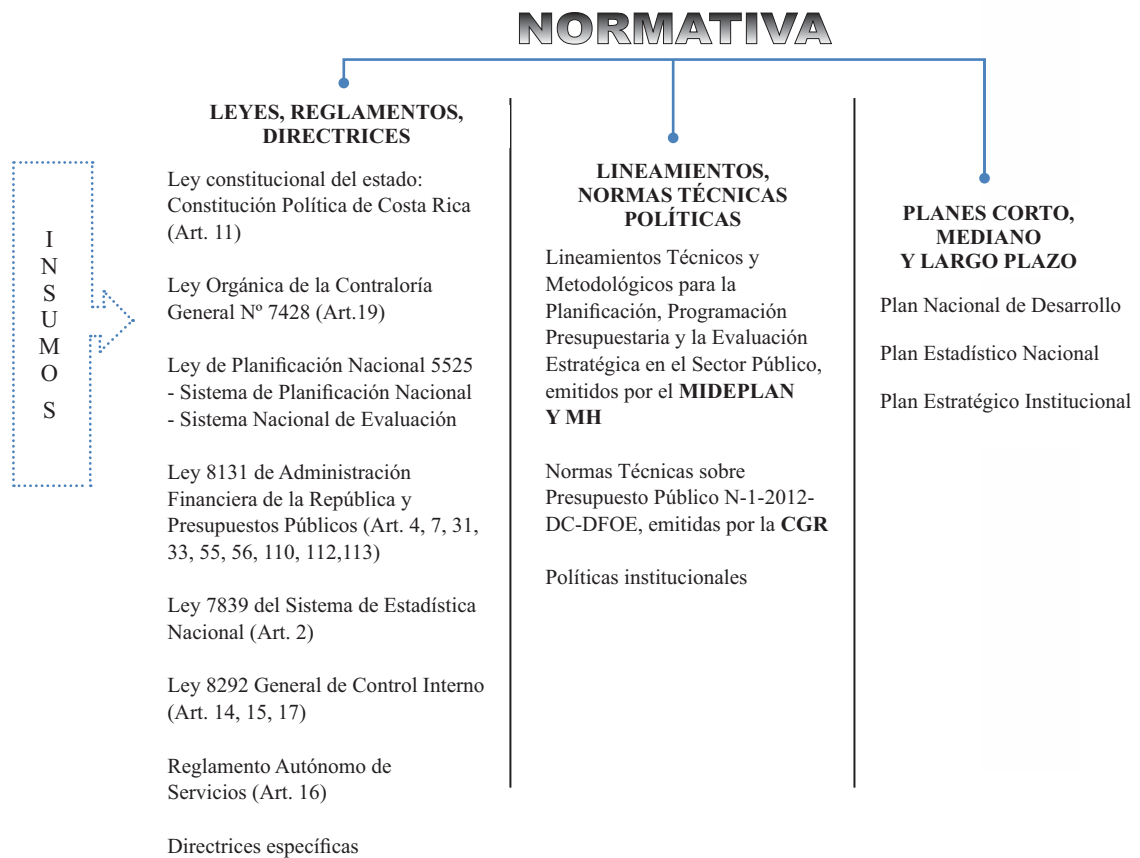 NORMATIVA
I
N
S
U
M
O
S
LEYES, REGLAMENTOS,
DIRECTRICES
Ley constitucional del estado:
Constitución Política de Costa Rica
(Art. 11)
Ley Orgánica de la Contraloría
General Nº 7428 (Art.19)
Ley de Planificación Nacional 5525
- Sistema de Planificación Nacional
- Sistema Nacional de Evaluación
Ley 8131 de Administración
Financiera de la República y
Presupuestos Públicos (Art. 4, 7, 31,
33, 55, 56, 110, 112,113)
Ley 7839 del Sistema de Estadística
Nacional (Art. 2)
Ley 8292 General de Control Interno
(Art. 14, 15, 17)
Reglamento Autónomo de
Servicios (Art. 16)
Directrices específicas
LINEAMIENTOS,
NORMAS TÉCNICAS
POLÍTICAS
Lineamientos Técnicos y
Metodológicos para la
Planificación, Programación
Presupuestaria y la Evaluación
Estratégica en el Sector Público,
emitidos por el MIDEPLAN
Y MH
Normas Técnicas sobre
Presupuesto Público N-1-2012-
DC-DFOE, emitidas por la CGR
Políticas institucionales
PLANES CORTO,
MEDIANO
Y LARGO PLAZO
Plan Nacional de Desarrollo
Plan Estadístico Nacional
Plan Estratégico Institucional